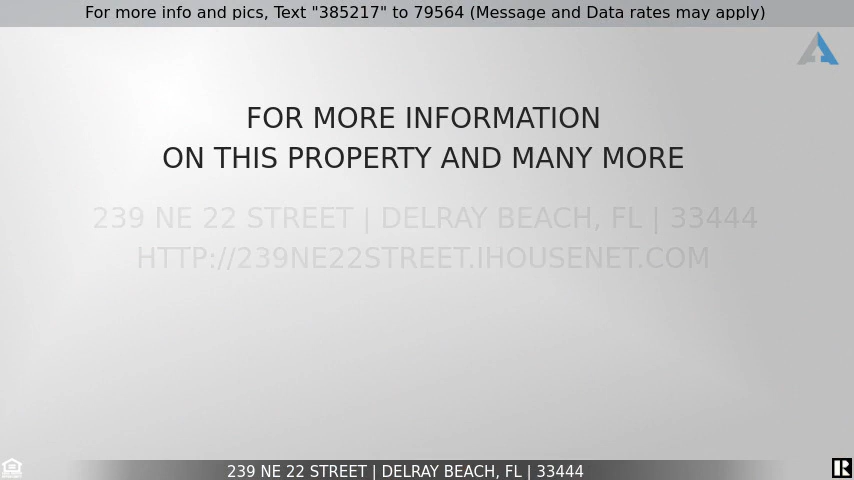 For more info and pics, Text "385217" to 79564 (Message and Data rates may apply)
FOR MORE INFORMATION
ON THIS PROPERTY AND MANY MORE
239 NE 22 STREET | DELRAY BEACH, FL | 33444
HTTP://239NE22STREET.IHOUSENET.COM
239 NE 22 STREET | DELRAY BEACH, FL | 33444